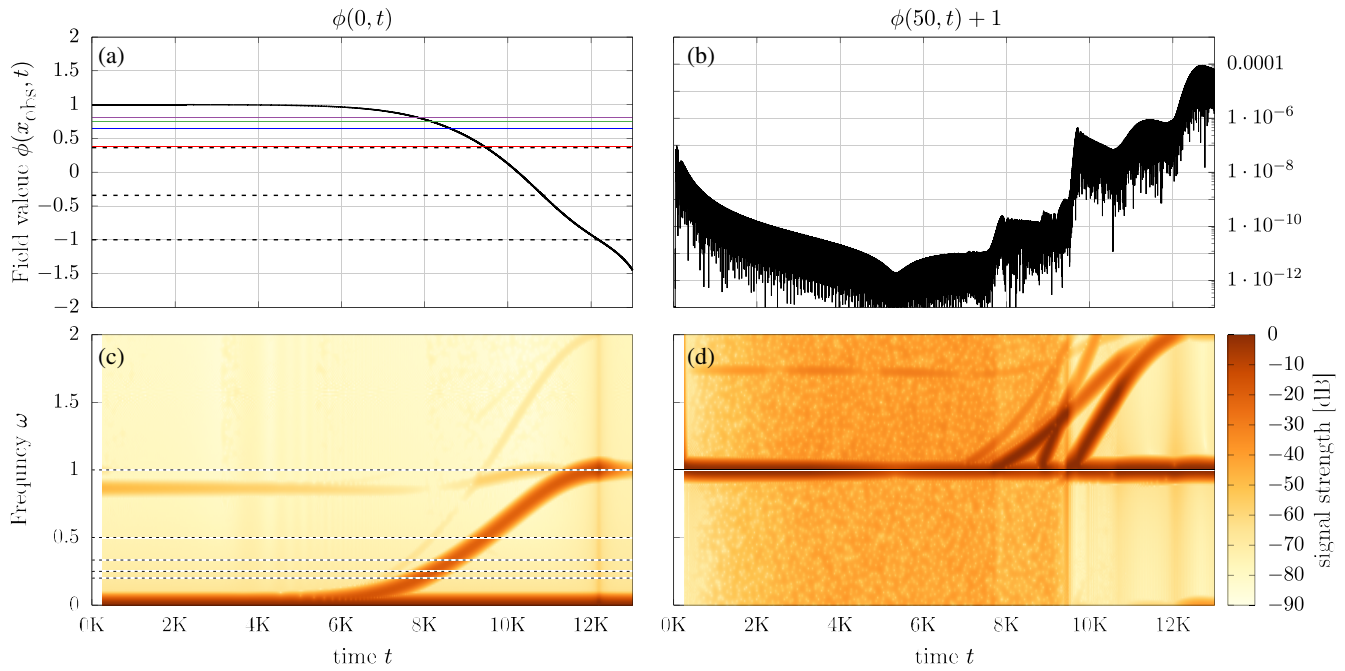 ϕ(0, t)
ϕ(50, t) + 1
(a)
2
1.5
1
0.5
0
−0.5
−1
−1.5
−2
Field valeue ϕ(x_obs, t)
(b)
0.0001
1 · 10^−6
1 · 10^−8
1 · 10^−10
1 · 10^−12
(c)
2
1.5
1
0.5
0
Frequncy ω
0K
2K
4K
6K
8K
10K
12K
time t
(d)
0K
2K
4K
6K
8K
10K
12K
time t
0
−10
−20
−30
−40
−50
−60
−70
−80
−90
signal strength [dB]